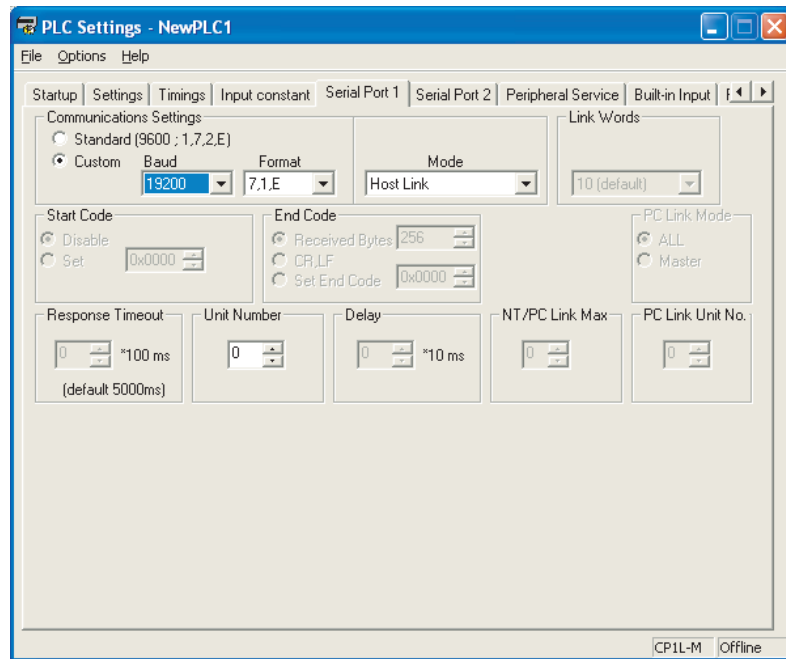 PLC Settings - NewPLC1
File Options Help
Startup Settings Timings Input constant Serial Port 1 Serial Port 2 Peripheral Service Built-in Input
Communications Settings Link Words
Standard (9600 ; 1,7,2,E)
Custom Baud Format Mode
19200 7,1,E Host Link 10 (default)
Start Code End Code PC Link Mode
Disable Received Bytes 256 ALL
Set 0x0000 CR,LF Master
Set End Code 0x0000
Response Timeout Unit Number Delay NT/PC Link Max PC Link Unit No.
0 *100 ms 0 0 *10 ms 0 0
(default 5000ms)
CP1L-M Offline